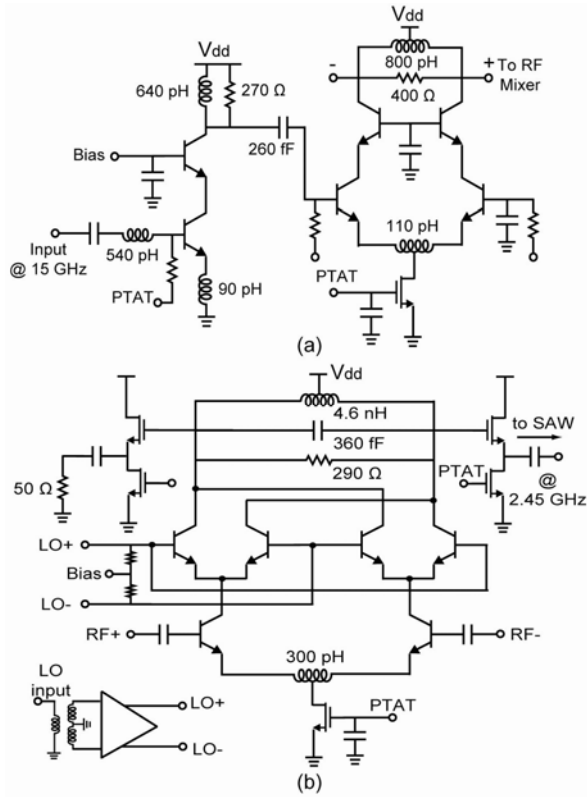 Vdd
Vdd
640 pH
270 Ω
800 pH
-
+
To RF
Mixer
400 Ω
Bias
260 fF
Input
@ 15 GHz
540 pH
110 pH
PTAT
90 pH
PTAT
(a)
Vdd
4.6 nH
to SAW
360 fF
50 Ω
290 Ω
PTAT
@
2.45 GHz
LO+
Bias
LO-
RF+
RF-
300 pH
LO
input
LO+
PTAT
LO-
(b)